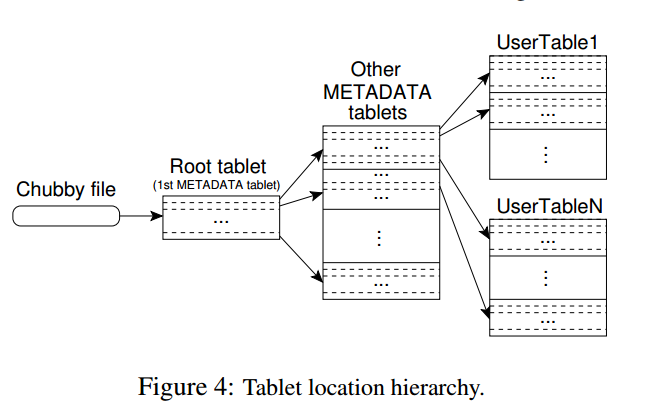 UserTable1
...
...
⋮
Other
METADATA
tablets
...
...
...
⋮
...
Root tablet
(1st METADATA tablet)
...
Chubby file
UserTableN
...
⋮
...
Figure 4: Tablet location hierarchy.